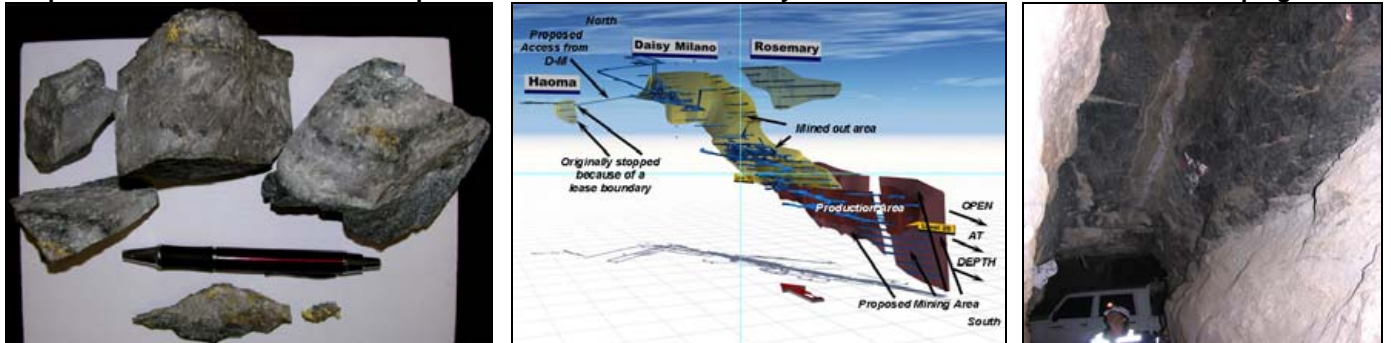 North
Proposed
Access from
D-M
Daisy Milano
Rosemary
Haoma
Mined out area
Originally stopped
because of a
lease boundary
Production Area
OPEN
AT
DEPTH
Proposed Mining Area
South